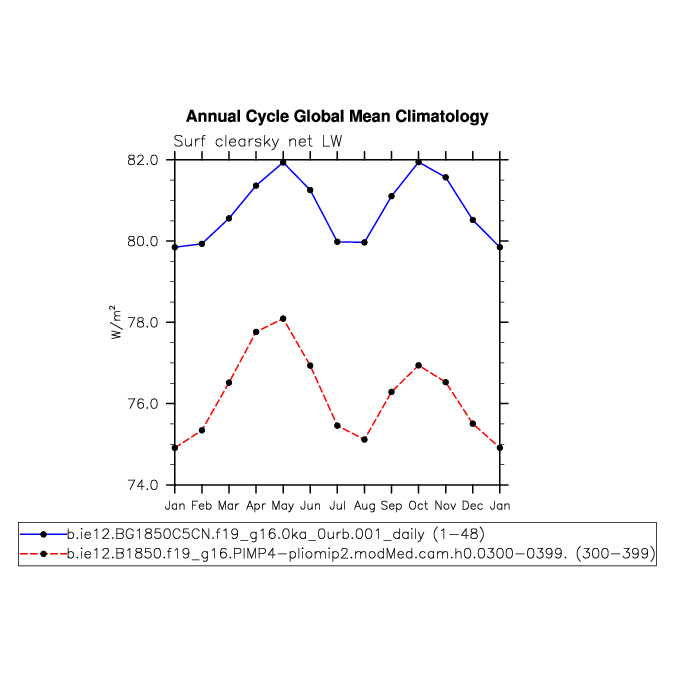 Annual Cycle Global Mean Climatology
Surf clearsky net LW
82.0
80.0
78.0
76.0
74.0
W/m²
Jan Feb Mar Apr May Jun Jul Aug Sep Oct Nov Dec Jan
b.ie12.BG1850C5CN.f19_g16.0ka_0urb.001_daily (1-48)
b.ie12.B1850.f19_g16.PIMP4-pliomip2.modMed.cam.h0.0300-0399. (300-399)